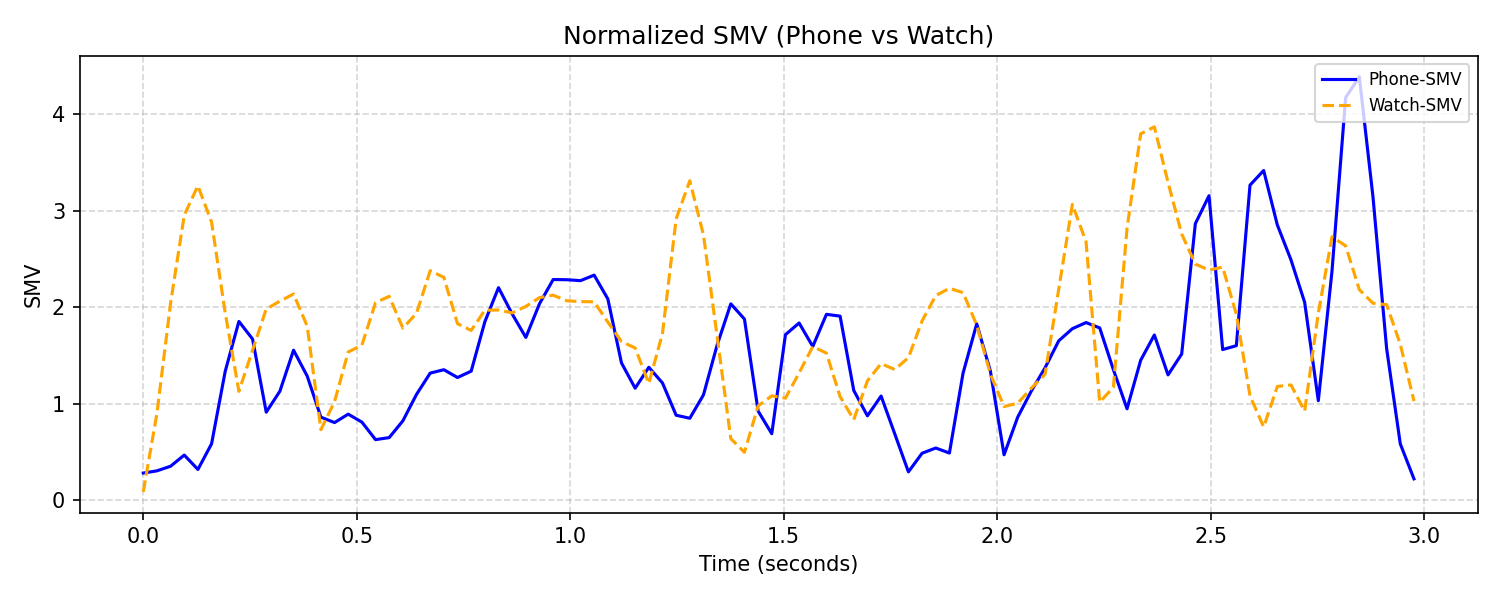 Normalized SMV (Phone vs Watch)
Phone-SMV
Watch-SMV
SMV
4
3
2
1
0
0.0 0.5 1.0 1.5 2.0 2.5 3.0
Time (seconds)